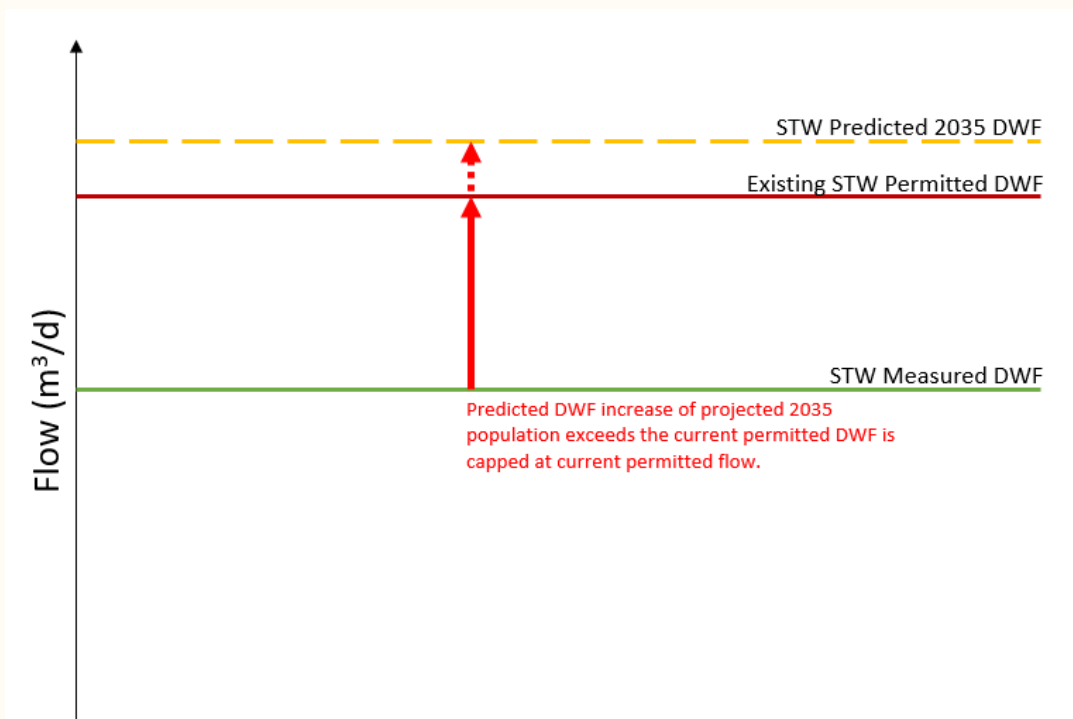 STW Predicted 2035 DWF
Existing STW Permitted DWF
STW Measured DWF
Predicted DWF increase of projected 2035
population exceeds the current permitted DWF is
capped at current permitted flow.
Flow (m³/d)